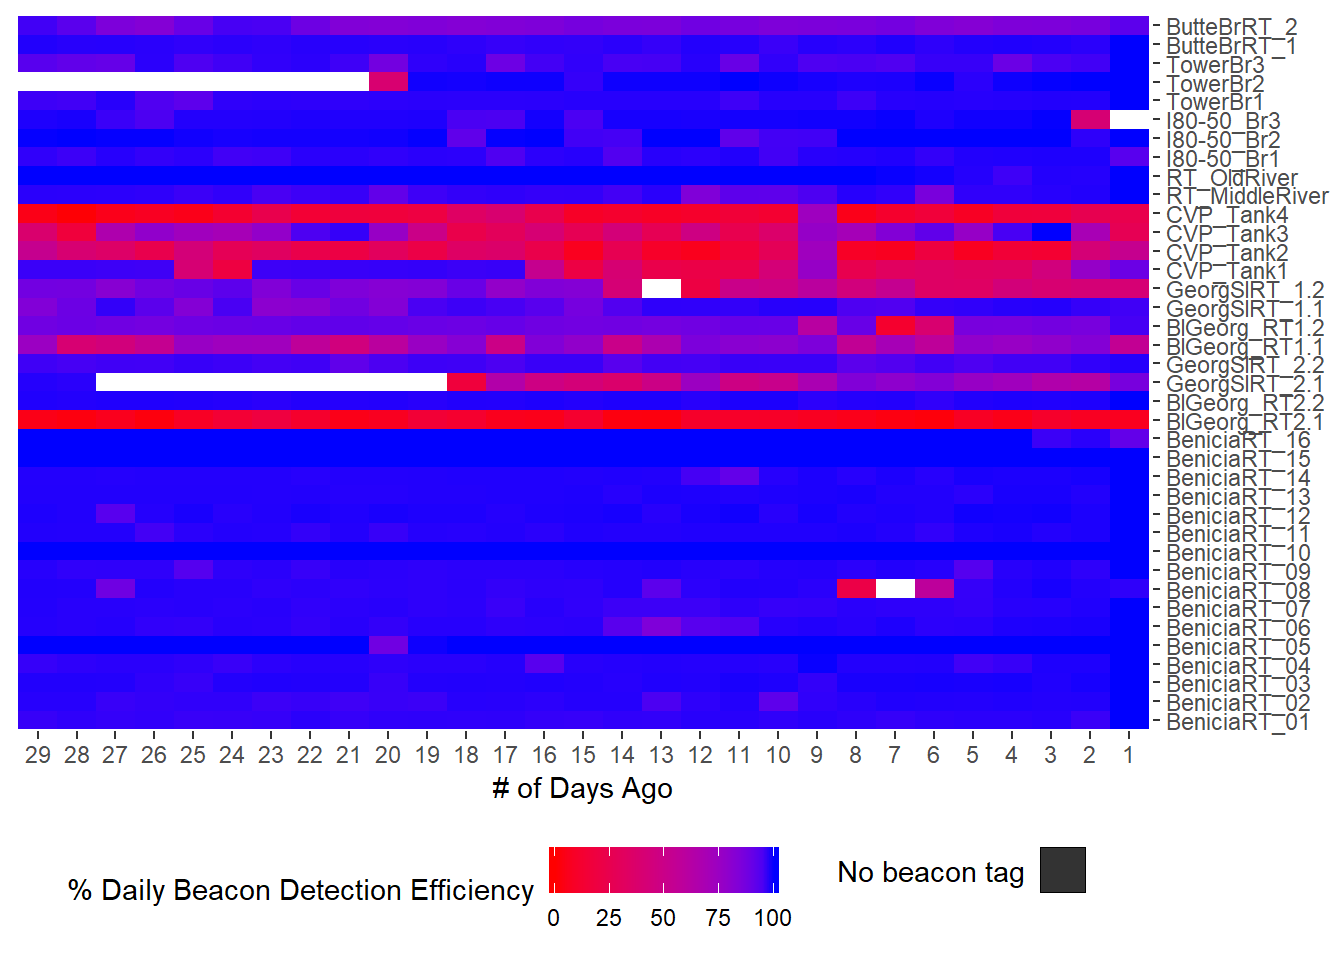 ButteBrRT_2
ButteBrRT_1
TowerBr3
TowerBr2
TowerBr1
I80-50_Br3
I80-50_Br2
I80-50_Br1
RT_OldRiver
RT_MiddleRiver
CVP_Tank4
CVP_Tank3
CVP_Tank2
CVP_Tank1
GeorgSlRT_1.2
GeorgSlRT_1.1
BlGeorg_RT1.2
BlGeorg_RT1.1
GeorgSlRT_2.2
GeorgSlRT_2.1
BlGeorg_RT2.2
BlGeorg_RT2.1
BeniciaRT_16
BeniciaRT_15
BeniciaRT_14
BeniciaRT_13
BeniciaRT_12
BeniciaRT_11
BeniciaRT_10
BeniciaRT_09
BeniciaRT_08
BeniciaRT_07
BeniciaRT_06
BeniciaRT_05
BeniciaRT_04
BeniciaRT_03
BeniciaRT_02
BeniciaRT_01
29 28 27 26 25 24 23 22 21 20 19 18 17 16 15 14 13 12 11 10 9 8 7 6 5 4 3 2 1
# of Days Ago
% Daily Beacon Detection Efficiency
0 25 50 75 100
No beacon tag